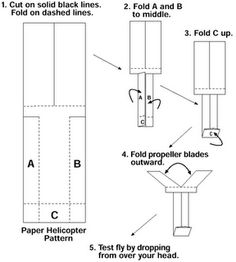 1. Cut on solid black lines.
Fold on dashed lines.
2. Fold A and B
to middle.
3. Fold C up.
A
B
C
A
B
C
Paper Helicopter
Pattern
4. Fold propeller blades
outward.
5. Test fly by dropping
from over your head.